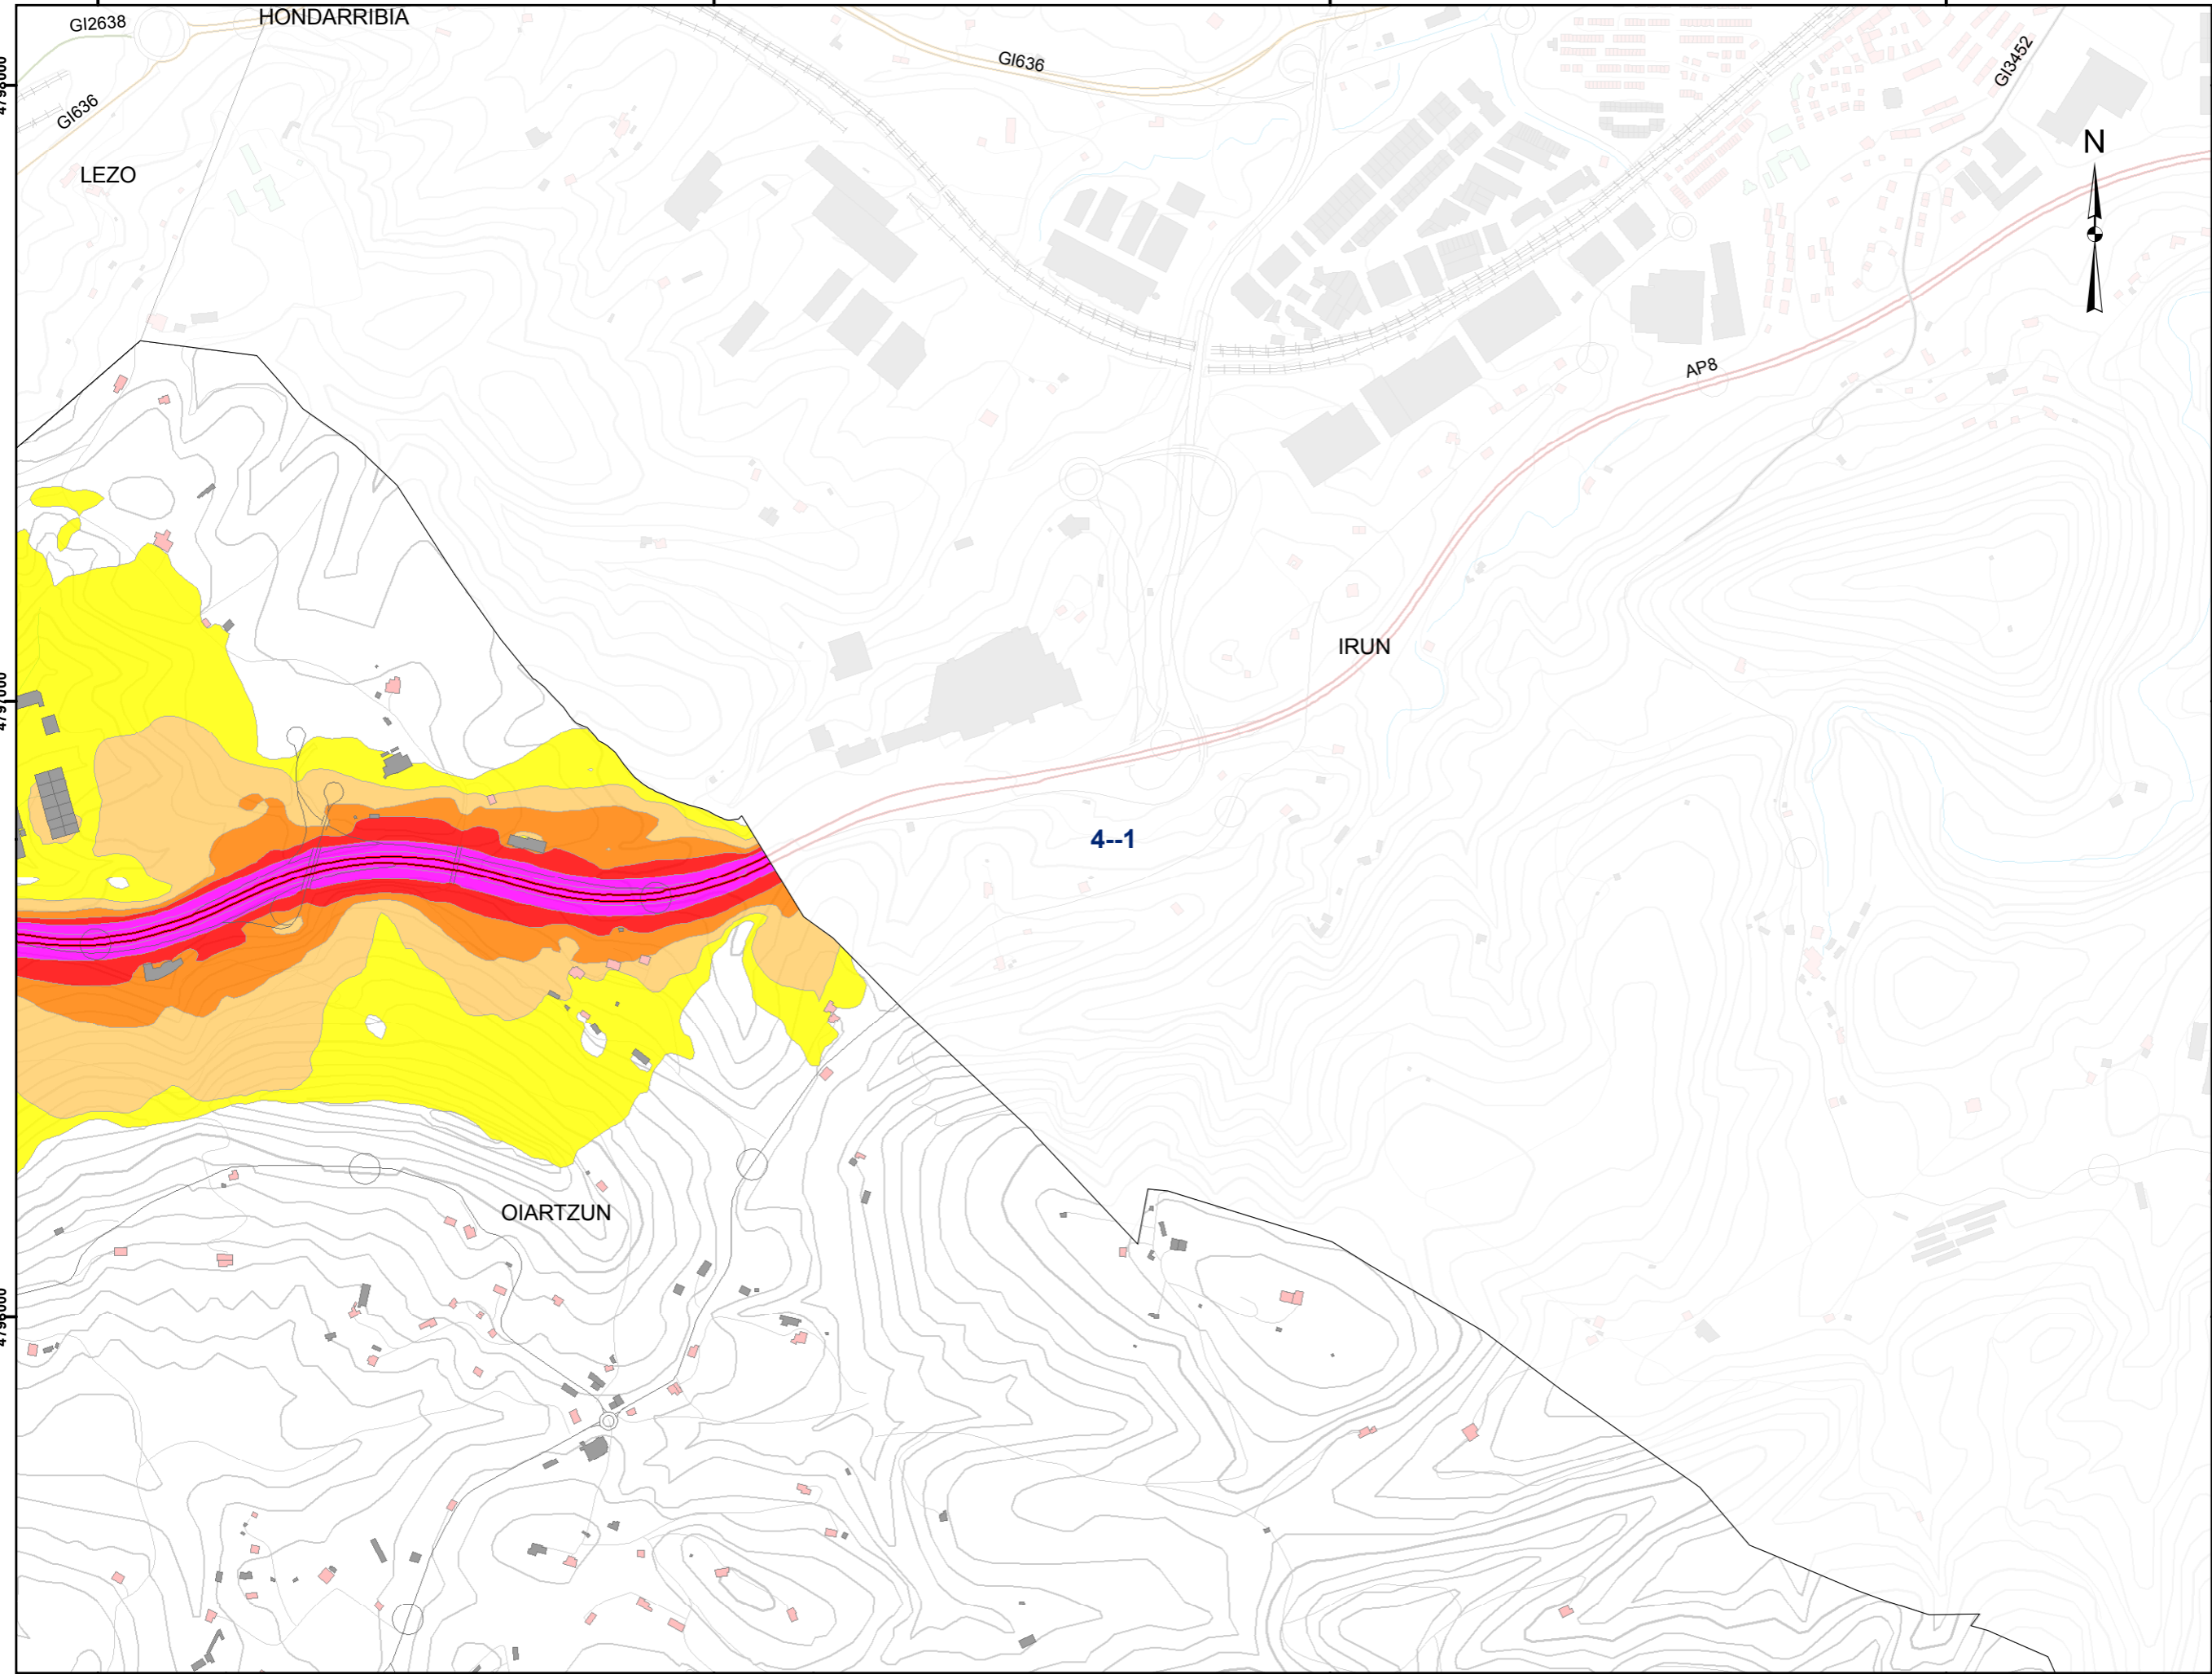 HONDARRIBIA
GI2638
GI636
GI636
GI3452
N
LEZO
AP8
IRUN
4--1
OIARTZUN